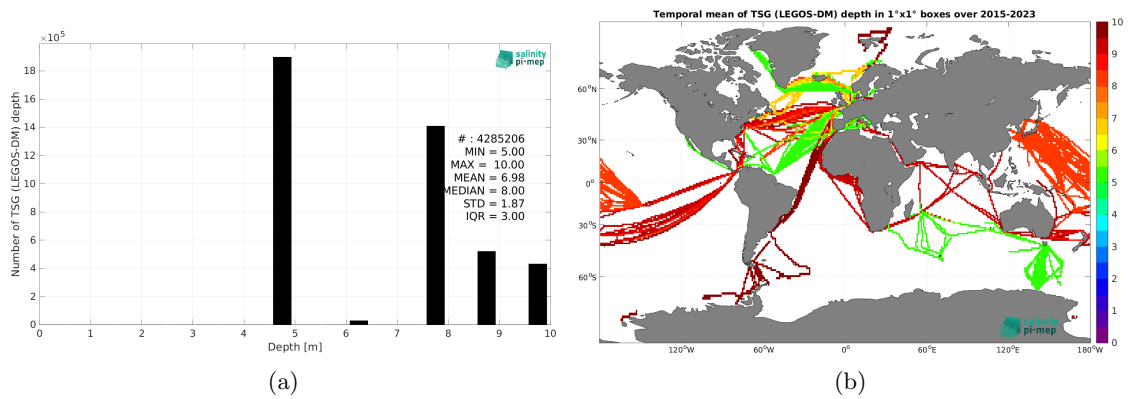 ×10⁵
Number of TSG (LEGOS-DM) depth
18
16
14
12
10
8
6
4
2
0
salinity
pi-mep
# : 4285206
MIN = 5.00
MAX = 10.00
MEAN = 6.98
MEDIAN = 8.00
STD = 1.87
IQR = 3.00
0 1 2 3 4 5 6 7 8 9 10
Depth [m]
(a)
Temporal mean of TSG (LEGOS-DM) depth in 1°x1° boxes over 2015-2023
60°N
30°N
0°
30°S
60°S
120°W 60°W 0° 60°E 120°E 180°W
salinity
pi-mep
10
9
8
7
6
5
4
3
2
1
0
(b)